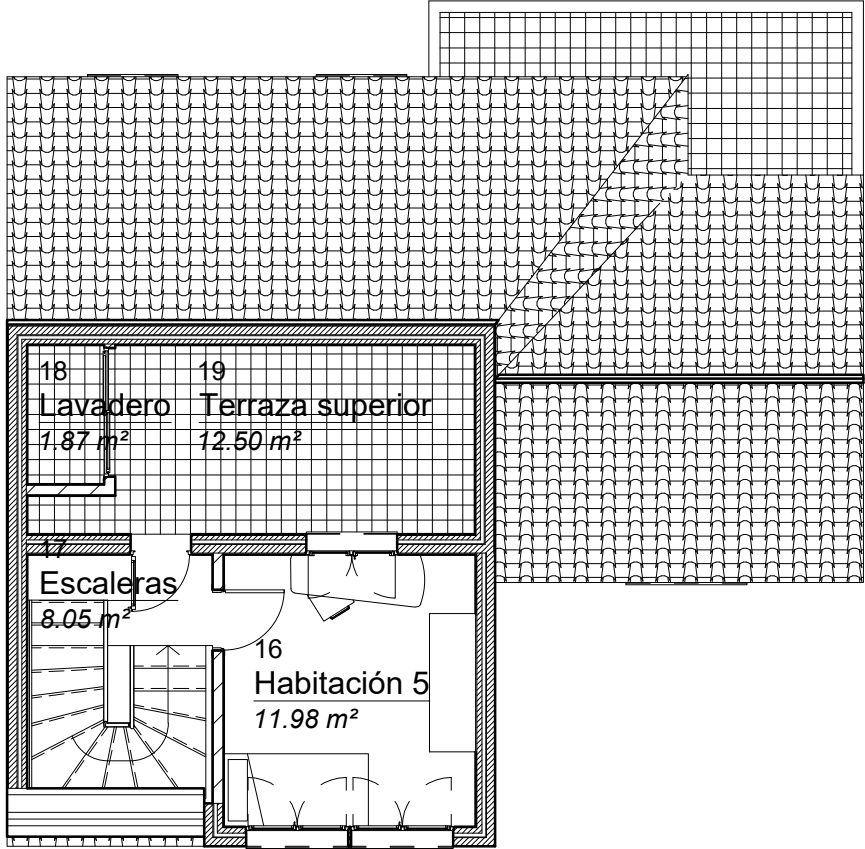 18
Lavadero
1.87 m²
19
Terraza superior
12.50 m²
17
Escaleras
8.05 m²
16
Habitación 5
11.98 m²